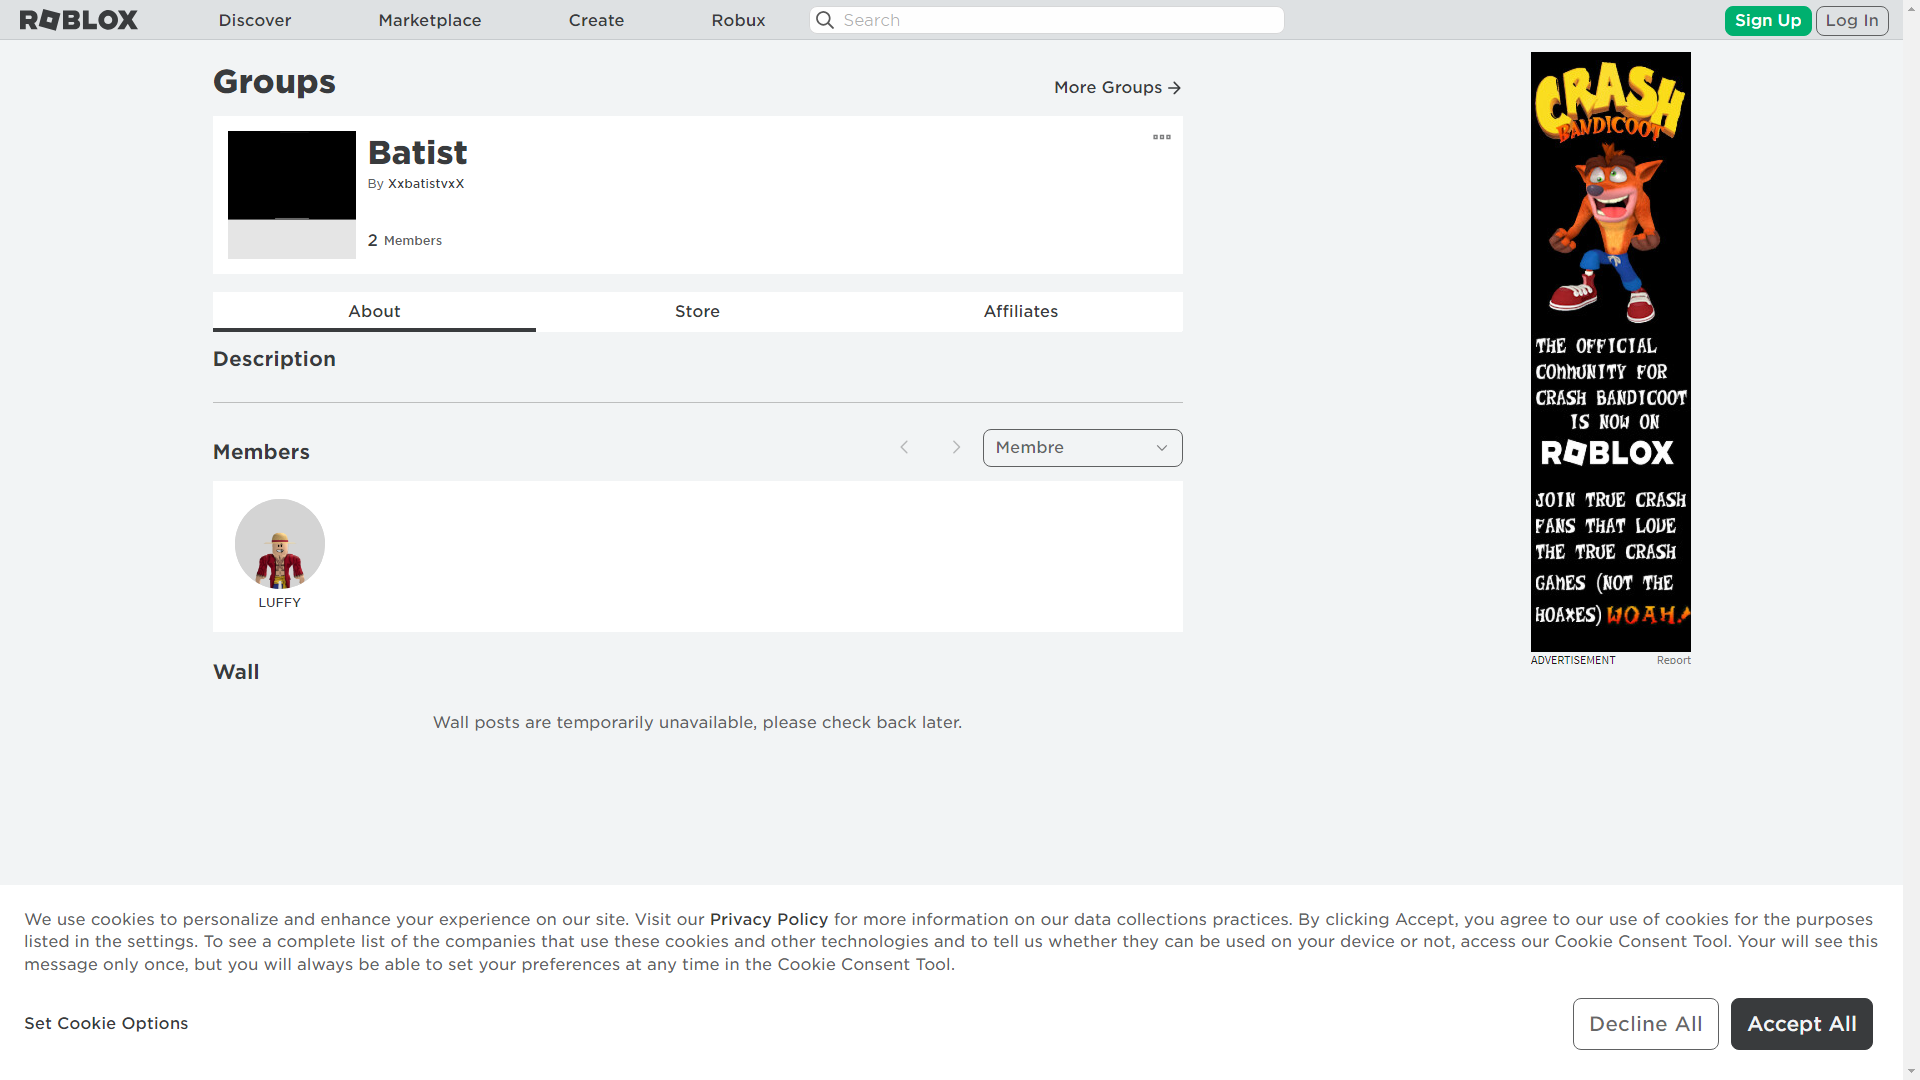 ROBLOX
Discover
Marketplace
Create
Robux
Search
Sign Up
Log In
Groups
More Groups
Batist
By XxbatistvxX
2 Members
About
Store
Affiliates
Description
Members
Membre
LUFFY
Wall
Wall posts are temporarily unavailable, please check back later.
CRASH
BANDICOOT
THE OFFICIAL
COMMUNITY FOR
CRASH BANDICOOT
IS NOW ON
ROBLOX
JOIN TRUE CRASH
FANS THAT LOVE
THE TRUE CRASH
GAMES (NOT THE
HOAXES) WOAH!
ADVERTISEMENT
Report
We use cookies to personalize and enhance your experience on our site. Visit our Privacy Policy for more information on our data collections practices. By clicking Accept, you agree to our use of cookies for the purposes
listed in the settings. To see a complete list of the companies that use these cookies and other technologies and to tell us whether they can be used on your device or not, access our Cookie Consent Tool. Your will see this
message only once, but you will always be able to set your preferences at any time in the Cookie Consent Tool.
Set Cookie Options
Decline All
Accept All